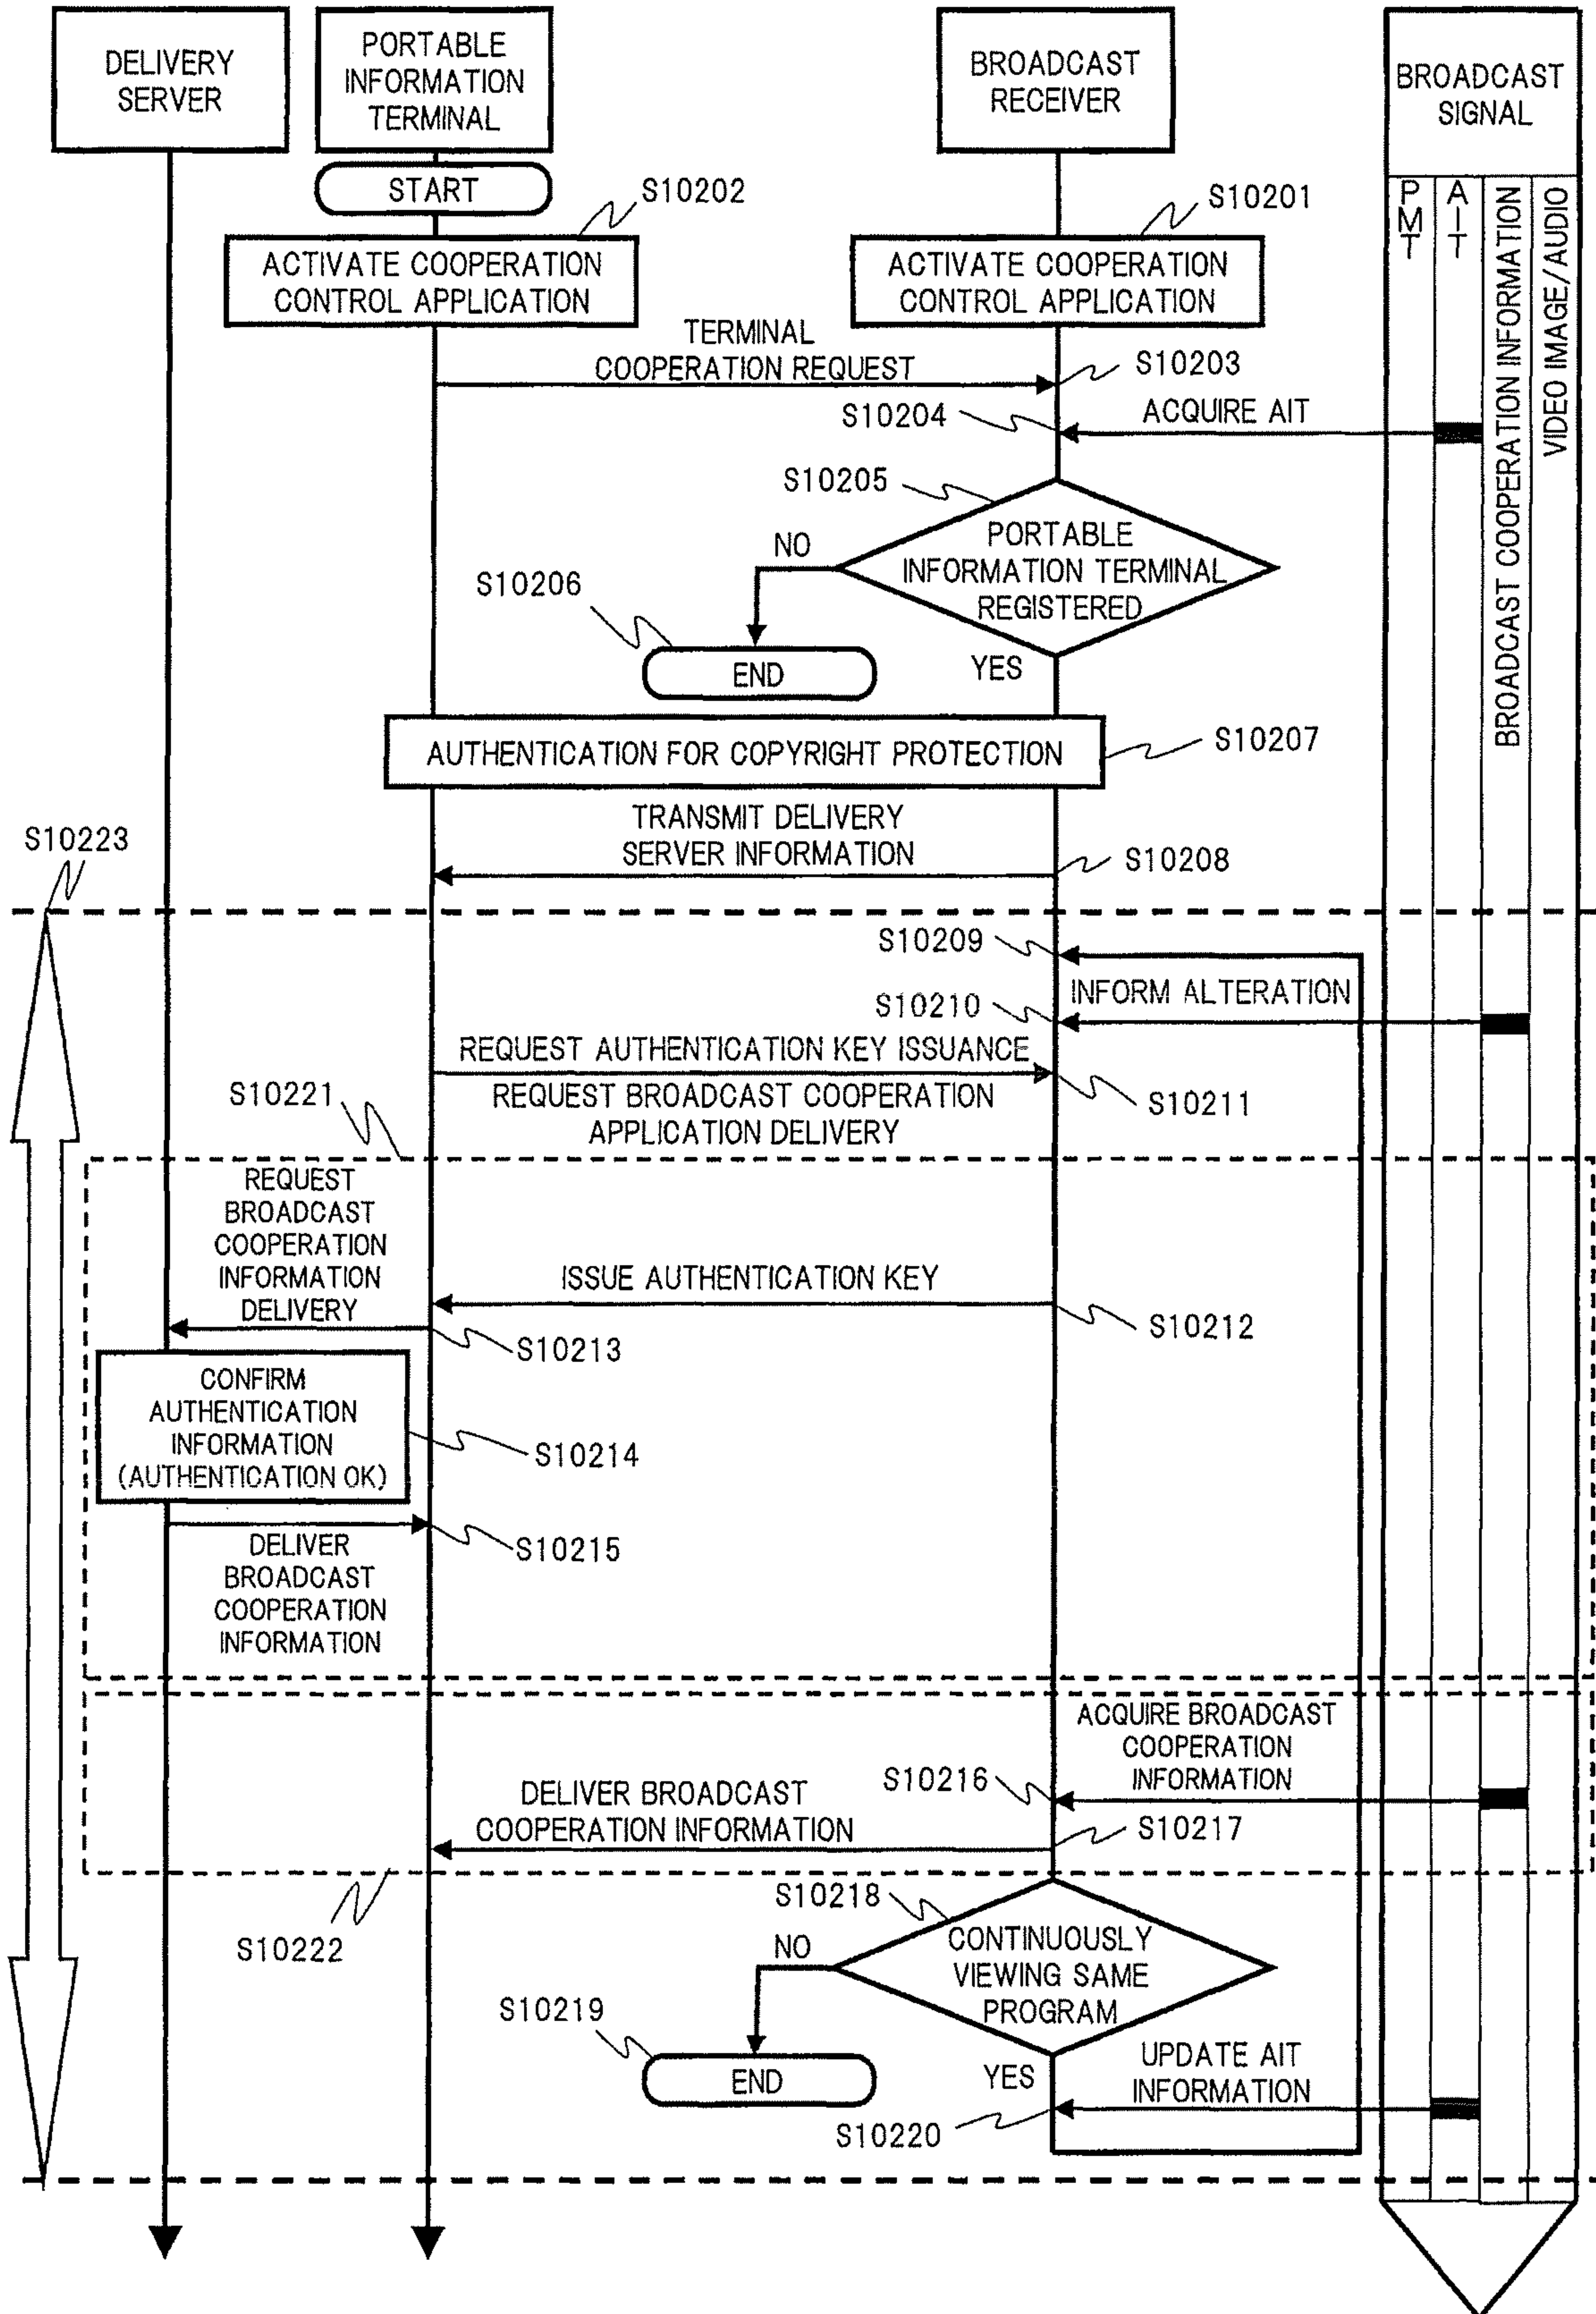 DELIVERY
SERVER
PORTABLE
INFORMATION
TERMINAL
BROADCAST
RECEIVER
BROADCAST
SIGNAL
START
S10202
S10201
PMT
AIT
BROADCAST COOPERATION INFORMATION
VIDEO IMAGE/AUDIO
ACTIVATE COOPERATION
CONTROL APPLICATION
ACTIVATE COOPERATION
CONTROL APPLICATION
TERMINAL
COOPERATION REQUEST
S10203
S10204
ACQUIRE AIT
S10205
PORTABLE
INFORMATION TERMINAL
REGISTERED
NO
S10206
END
YES
AUTHENTICATION FOR COPYRIGHT PROTECTION
S10207
TRANSMIT DELIVERY
SERVER INFORMATION
S10208
S10223
S10209
INFORM ALTERATION
S10210
REQUEST AUTHENTICATION KEY ISSUANCE
S10211
REQUEST BROADCAST COOPERATION
APPLICATION DELIVERY
S10221
REQUEST
BROADCAST
COOPERATION
INFORMATION
DELIVERY
ISSUE AUTHENTICATION KEY
S10212
S10213
CONFIRM
AUTHENTICATION
INFORMATION
(AUTHENTICATION OK)
S10214
S10215
DELIVER
BROADCAST
COOPERATION
INFORMATION
ACQUIRE BROADCAST
COOPERATION
INFORMATION
S10216
DELIVER BROADCAST
COOPERATION INFORMATION
S10217
S10222
S10218
CONTINUOUSLY
VIEWING SAME
PROGRAM
NO
S10219
END
YES
UPDATE AIT
INFORMATION
S10220